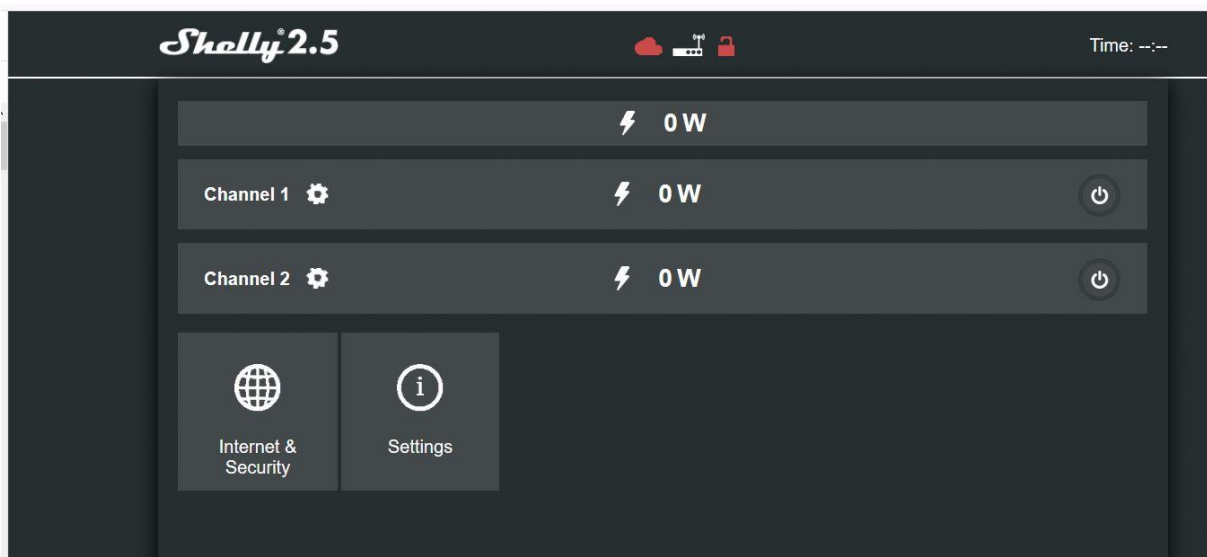 Shelly® 2.5
Time: --:--
0 W
Channel 1
0 W
Channel 2
0 W
Internet &
Security
i
Settings